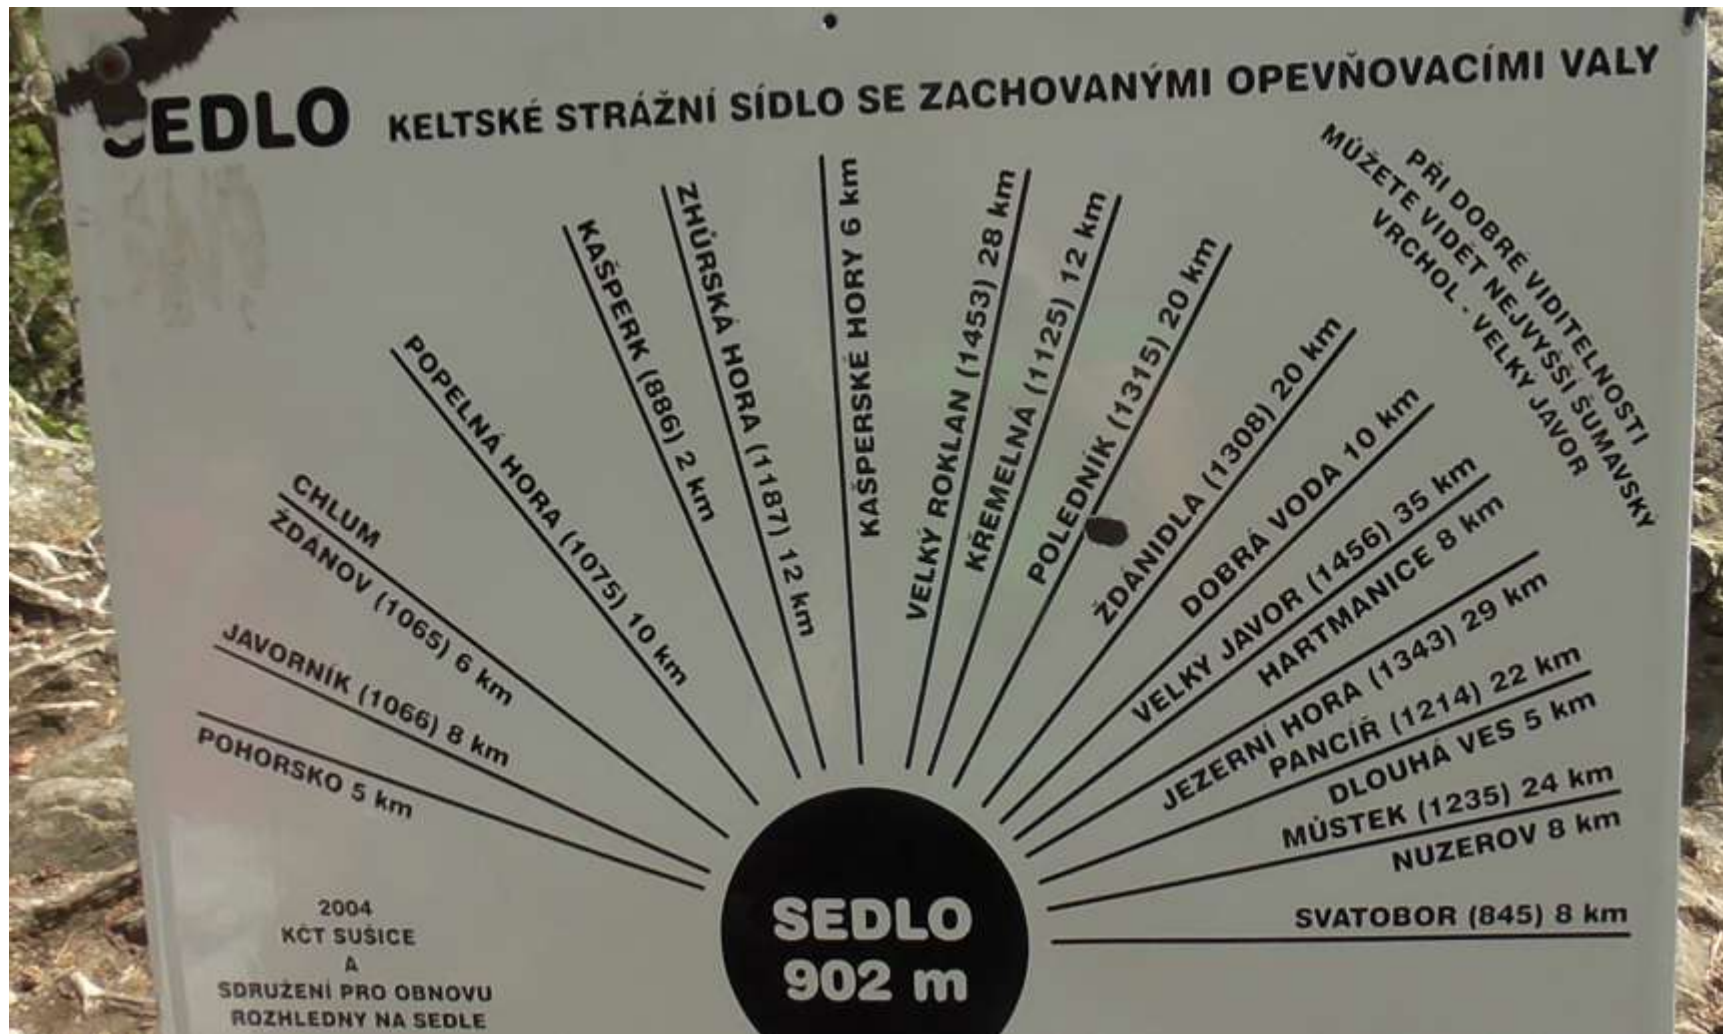 SEDLO KELTSKÉ STRÁŽNÍ SÍDLO SE ZACHOVANÝMI OPEVŇOVACÍMI VALY
POHORSKO 5 km
JAVORNÍK (1066) 8 km
ŽDANOV (1065) 6 km
CHLUM
POPELNÁ HORA (1075) 10 km
KAŠPERK (886) 2 km
ZHŮRSKÁ HORA (1187) 12 km
KAŠPERSKÉ HORY 6 km
VELKÝ ROKLAN (1453) 28 km
KŘEMELNÁ (1125) 12 km
POLEDNÍK (1315) 20 km
ŽDÁNIDLA (1308) 20 km
DOBRÁ VODA 10 km
VELKÝ JAVOR (1456) 35 km
HARTMANICE 8 km
JEZERNÍ HORA (1343) 29 km
PANCÍŘ (1214) 22 km
DLOUHÁ VES 5 km
MŮSTEK (1235) 24 km
NUZEROV 8 km
SVATOBOR (845) 8 km
PŘI DOBRÉ VIDITELNOSTI
MŮŽETE VIDĚT NEJVYŠŠÍ ŠUMAVSKÝ
VRCHOL - VELKÝ JAVOR
SEDLO
902 m
2004
KČT SUŠICE
A
SDRUŽENÍ PRO OBNOVU
ROZHLEDNY NA SEDLE